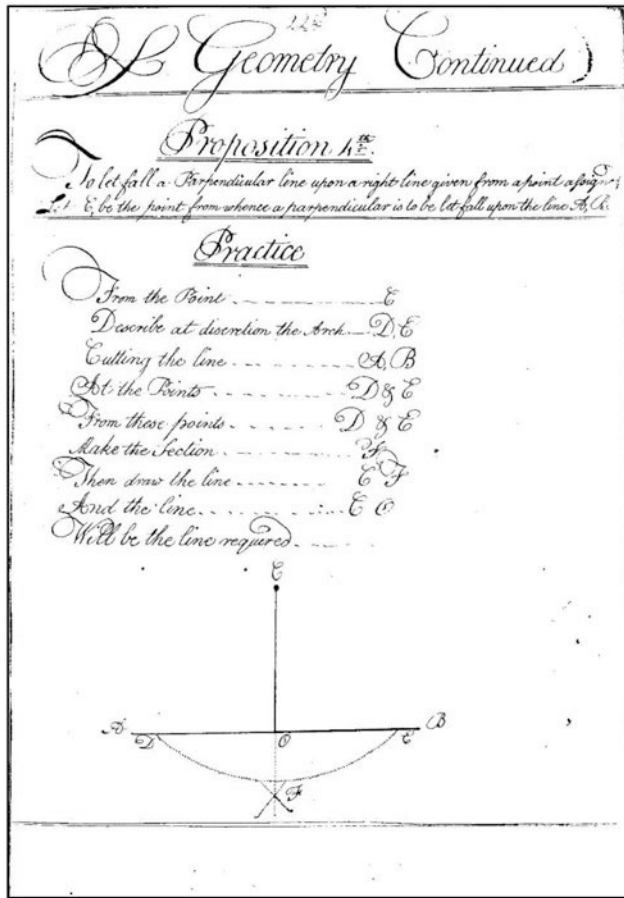 Of Geometry Continued
Proposition 4th
To let fall a Parpendicular line upon a right line given from a point assign'd
Let C, be the point from whence a parpendicular is to be let fall upon the line A, B.
Practice
From the Point C
Describe at discretion the Arch D, E
Cutting the line A, B
At the Points D & E
From these points D & E
Make the Section F
Then draw the line C F
And the line C O
Will be the line required
C
A D O E B
F